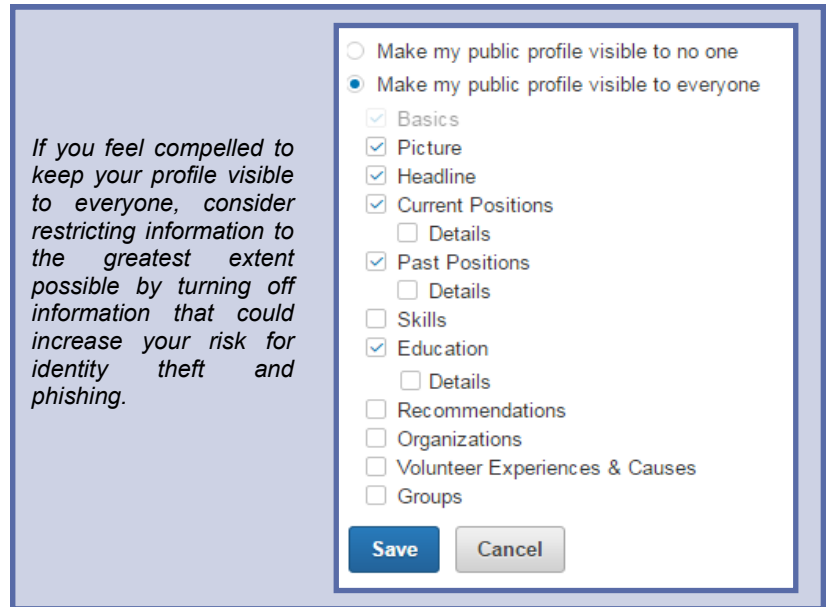 If you feel compelled to
keep your profile visible
to everyone, consider
restricting information to
the greatest extent
possible by turning off
information that could
increase your risk for
identity theft and
phishing.
Make my public profile visible to no one
Make my public profile visible to everyone
Basics
Picture
Headline
Current Positions
Details
Past Positions
Details
Skills
Education
Details
Recommendations
Organizations
Volunteer Experiences & Causes
Groups
Save Cancel